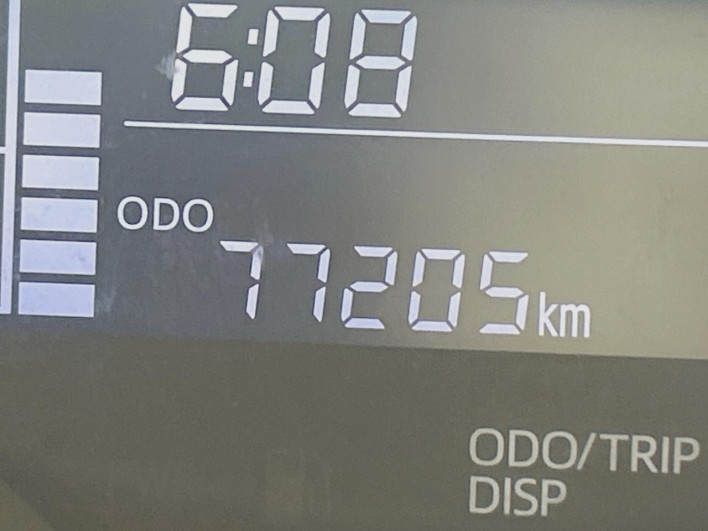 6:08
ODO
77205km
ODO/TRIP
DISP